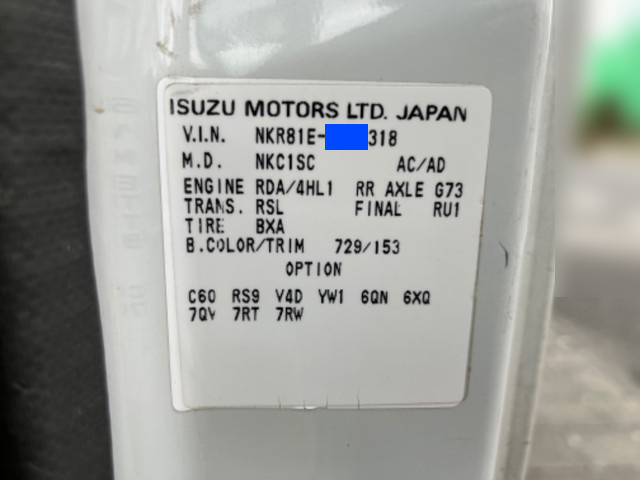 ISUZU MOTORS LTD. JAPAN
V.I.N. NKR81E- 318
M.D. NKC1SC AC/AD
ENGINE RDA/4HL1 RR AXLE G73
TRANS. RSL FINAL RU1
TIRE BXA
B.COLOR/TRIM 729/153
OPTION
C60 RS9 V4D YW1 6QN 6XQ
7QV 7RT 7RW